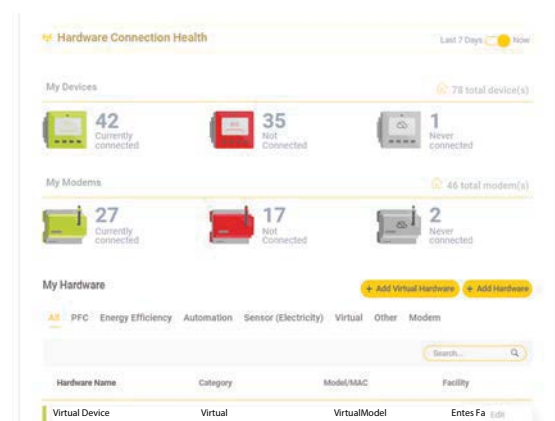 Hardware Connection Health
Last 7 Days Now
My Devices
78 total device(s)
42
Currently
connected
35
Not
Connected
1
Never
connected
My Modems
46 total modem(s)
27
Currently
connected
17
Not
Connected
2
Never
connected
My Hardware
+ Add Virtual Hardware + Add Hardware
All PFC Energy Efficiency Automation Sensor (Electricity) Virtual Other Modem
Search...
Hardware Name Category Model/MAC Facility
Virtual Device Virtual VirtualModel Entes Fa Edit